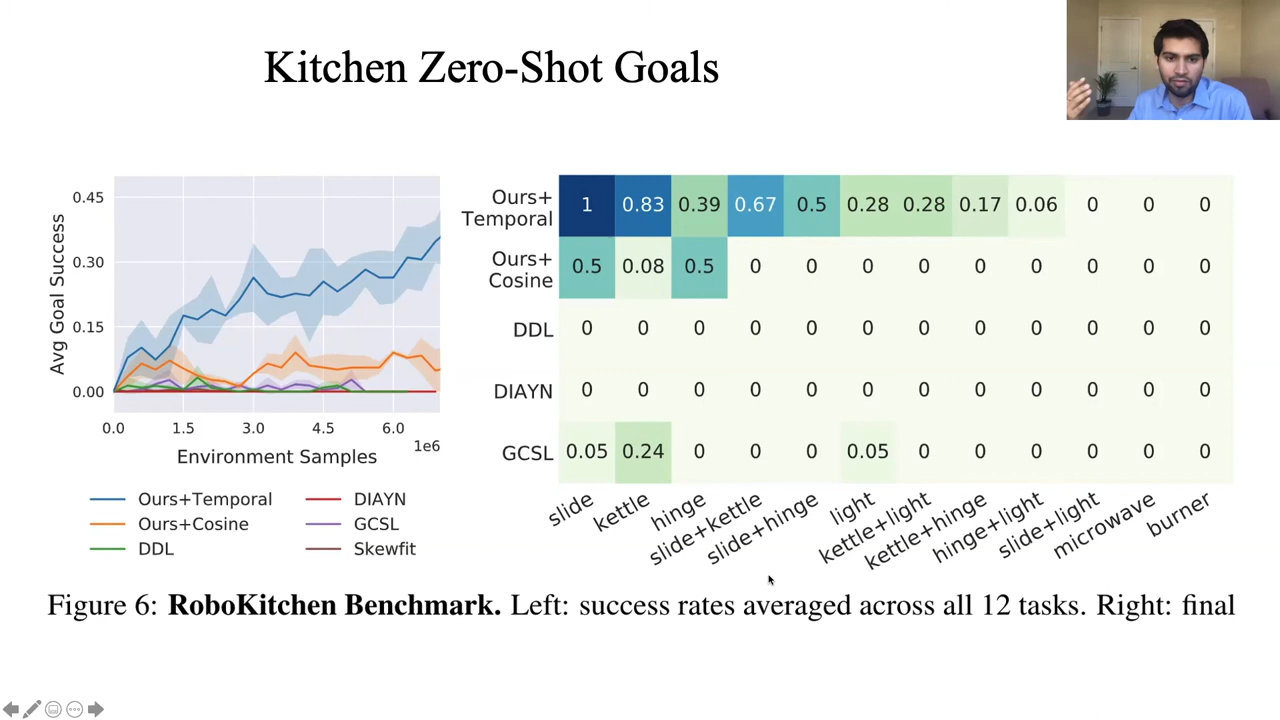 Kitchen Zero-Shot Goals
Avg Goal Success
0.45
0.30
0.15
0.00
0.0 1.5 3.0 4.5 6.0
1e6
Environment Samples
Ours+Temporal
Ours+Cosine
DDL
DIAYN
GCSL
Skewfit
Ours+
Temporal
1 0.83 0.39 0.67 0.5 0.28 0.28 0.17 0.06 0 0 0
Ours+
Cosine
0.5 0.08 0.5 0 0 0 0 0 0 0 0 0
DDL 0 0 0 0 0 0 0 0 0 0 0 0
DIAYN 0 0 0 0 0 0 0 0 0 0 0 0
GCSL 0.05 0.24 0 0 0 0.05 0 0 0 0 0 0
slide
kettle
hinge
slide+kettle
slide+hinge
light
kettle+light
kettle+hinge
hinge+light
slide+light
microwave
burner
Figure 6: RoboKitchen Benchmark. Left: success rates averaged across all 12 tasks. Right: final